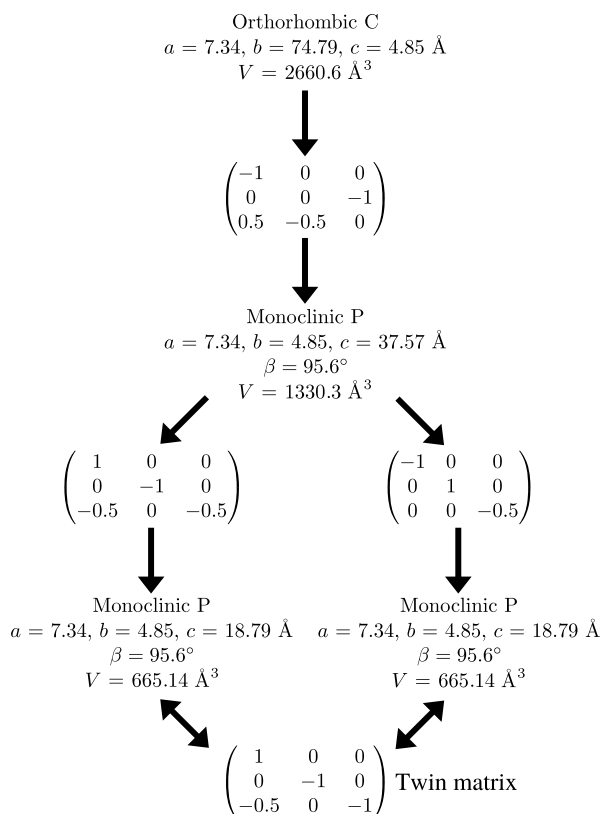 Orthorhombic C
a = 7.34, b = 74.79, c = 4.85 Å
V = 2660.6 Å³
−1 0 0
0 0 −1
0.5 −0.5 0
Monoclinic P
a = 7.34, b = 4.85, c = 37.57 Å
β = 95.6°
V = 1330.3 Å³
1 0 0
0 −1 0
−0.5 0 −0.5
−1 0 0
0 1 0
0 0 −0.5
Monoclinic P
a = 7.34, b = 4.85, c = 18.79 Å
β = 95.6°
V = 665.14 Å³
Monoclinic P
a = 7.34, b = 4.85, c = 18.79 Å
β = 95.6°
V = 665.14 Å³
1 0 0
0 −1 0
−0.5 0 −1
Twin matrix